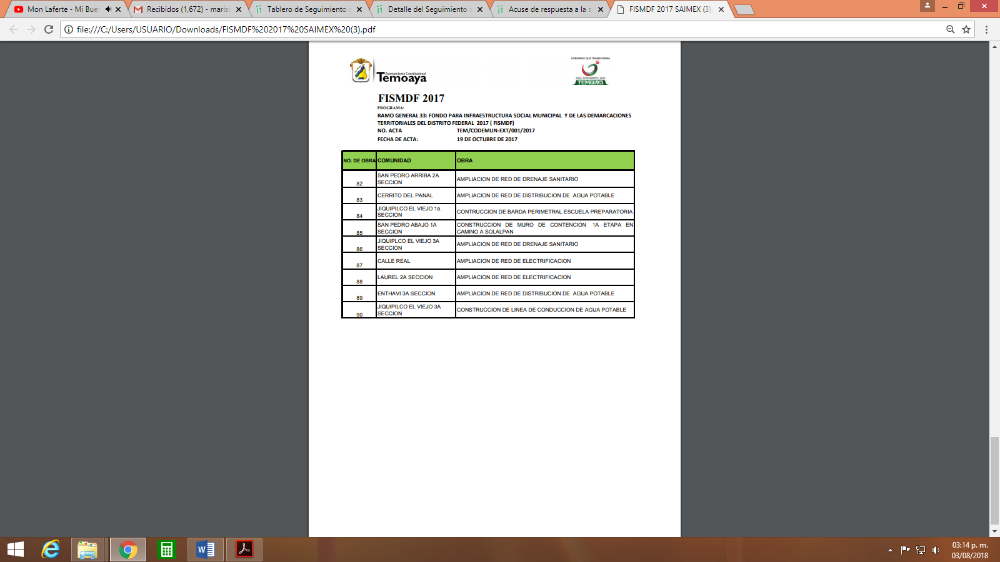 Mon Laferte - Mi Buer
Recibidos (1,672) - maris
Tablero de Seguimiento
Detalle del Seguimiento
Acuse de respuesta a la s
FISMDF 2017 SAIMEX (3)
file:///C:/Users/USUARIO/Downloads/FISMDF%202017%20SAIMEX%20(3).pdf
Ayuntamiento Constitucional
Temoaya
GOBIERNO QUE TRANSFORMA
2016 AYUNTAMIENTO 2018
TEMOAYA
FISMDF 2017
PROGRAMA:
RAMO GENERAL 33: FONDO PARA INFRAESTRUCTURA SOCIAL MUNICIPAL Y DE LAS DEMARCACIONES
TERRITORIALES DEL DISTRITO FEDERAL 2017 ( FISMDF)
NO. ACTA TEM/CODEMUN-EXT/001/2017
FECHA DE ACTA: 19 DE OCTUBRE DE 2017
NO. DE OBRA COMUNIDAD OBRA
82 SAN PEDRO ARRIBA 2A SECCION AMPLIACION DE RED DE DRENAJE SANITARIO
83 CERRITO DEL PANAL AMPLIACION DE RED DE DISTRIBUCION DE AGUA POTABLE
84 JIQUIPILCO EL VIEJO 1a. SECCION CONTRUCCION DE BARDA PERIMETRAL ESCUELA PREPARATORIA
85 SAN PEDRO ABAJO 1A SECCION CONSTRUCCION DE MURO DE CONTENCION 1A ETAPA EN CAMINO A SOLALPAN
86 JIQUIPLCO EL VIEJO 3A SECCION AMPLIACION DE RED DE DRENAJE SANITARIO
87 CALLE REAL AMPLIACION DE RED DE ELECTRIFICACION
88 LAUREL 2A SECCION AMPLIACION DE RED DE ELECTRIFICACION
89 ENTHAVI 3A SECCION AMPLIACION DE RED DE DISTRIBUCION DE AGUA POTABLE
90 JIQUIPILCO EL VIEJO 3A SECCION CONSTRUCCION DE LINEA DE CONDUCCION DE AGUA POTABLE
03:14 p. m.
03/08/2018